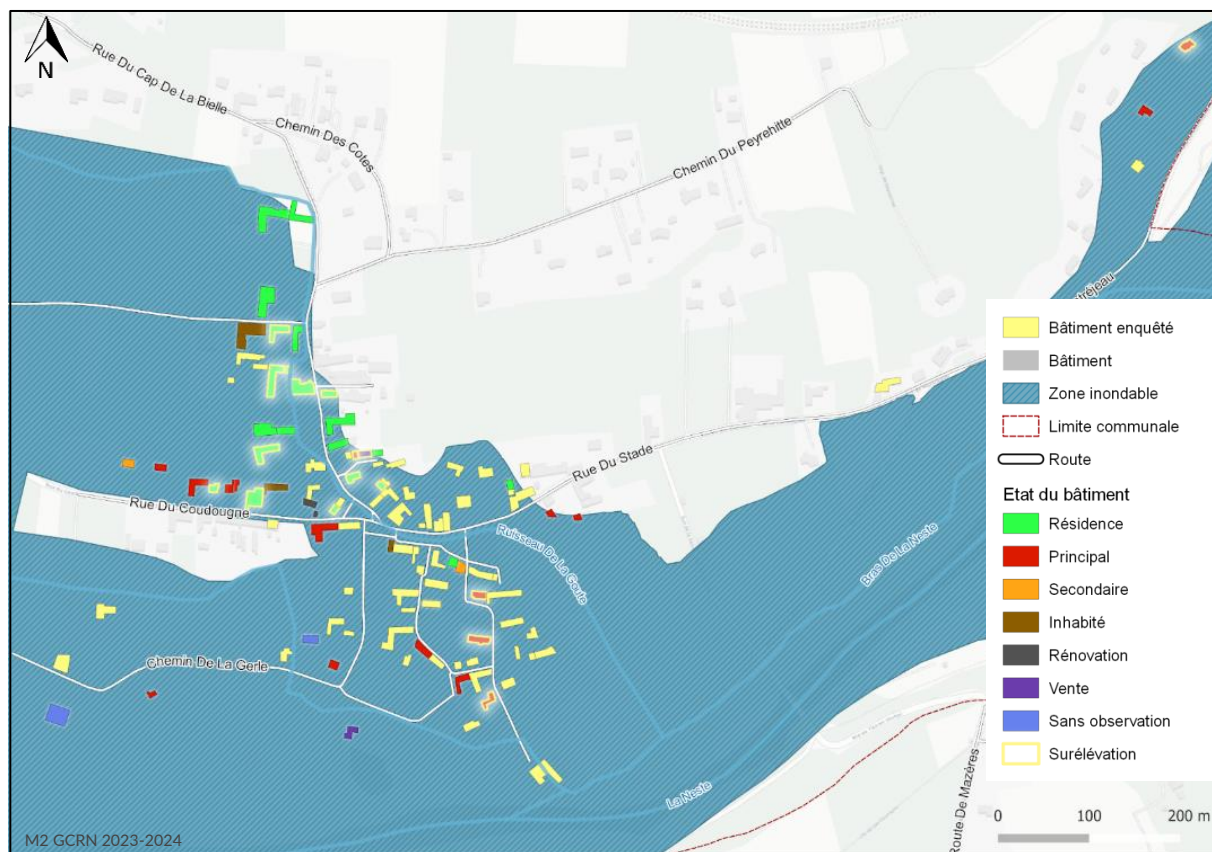 N
Rue Du Cap De La Bielle
Chemin Des Cotes
Chemin Du Peyrehitte
tréjeau
Rue Du Stade
Rue Du Coudougne
Ruisseau De La Goute
Bras De La Neste
Chemin De La Gerle
La Neste
Route De Mazères
Bâtiment enquêté
Bâtiment
Zone inondable
Limite communale
Route
Etat du bâtiment
Résidence
Principal
Secondaire
Inhabité
Rénovation
Vente
Sans observation
Surélévation
0 100 200 m
M2 GCRN 2023-2024